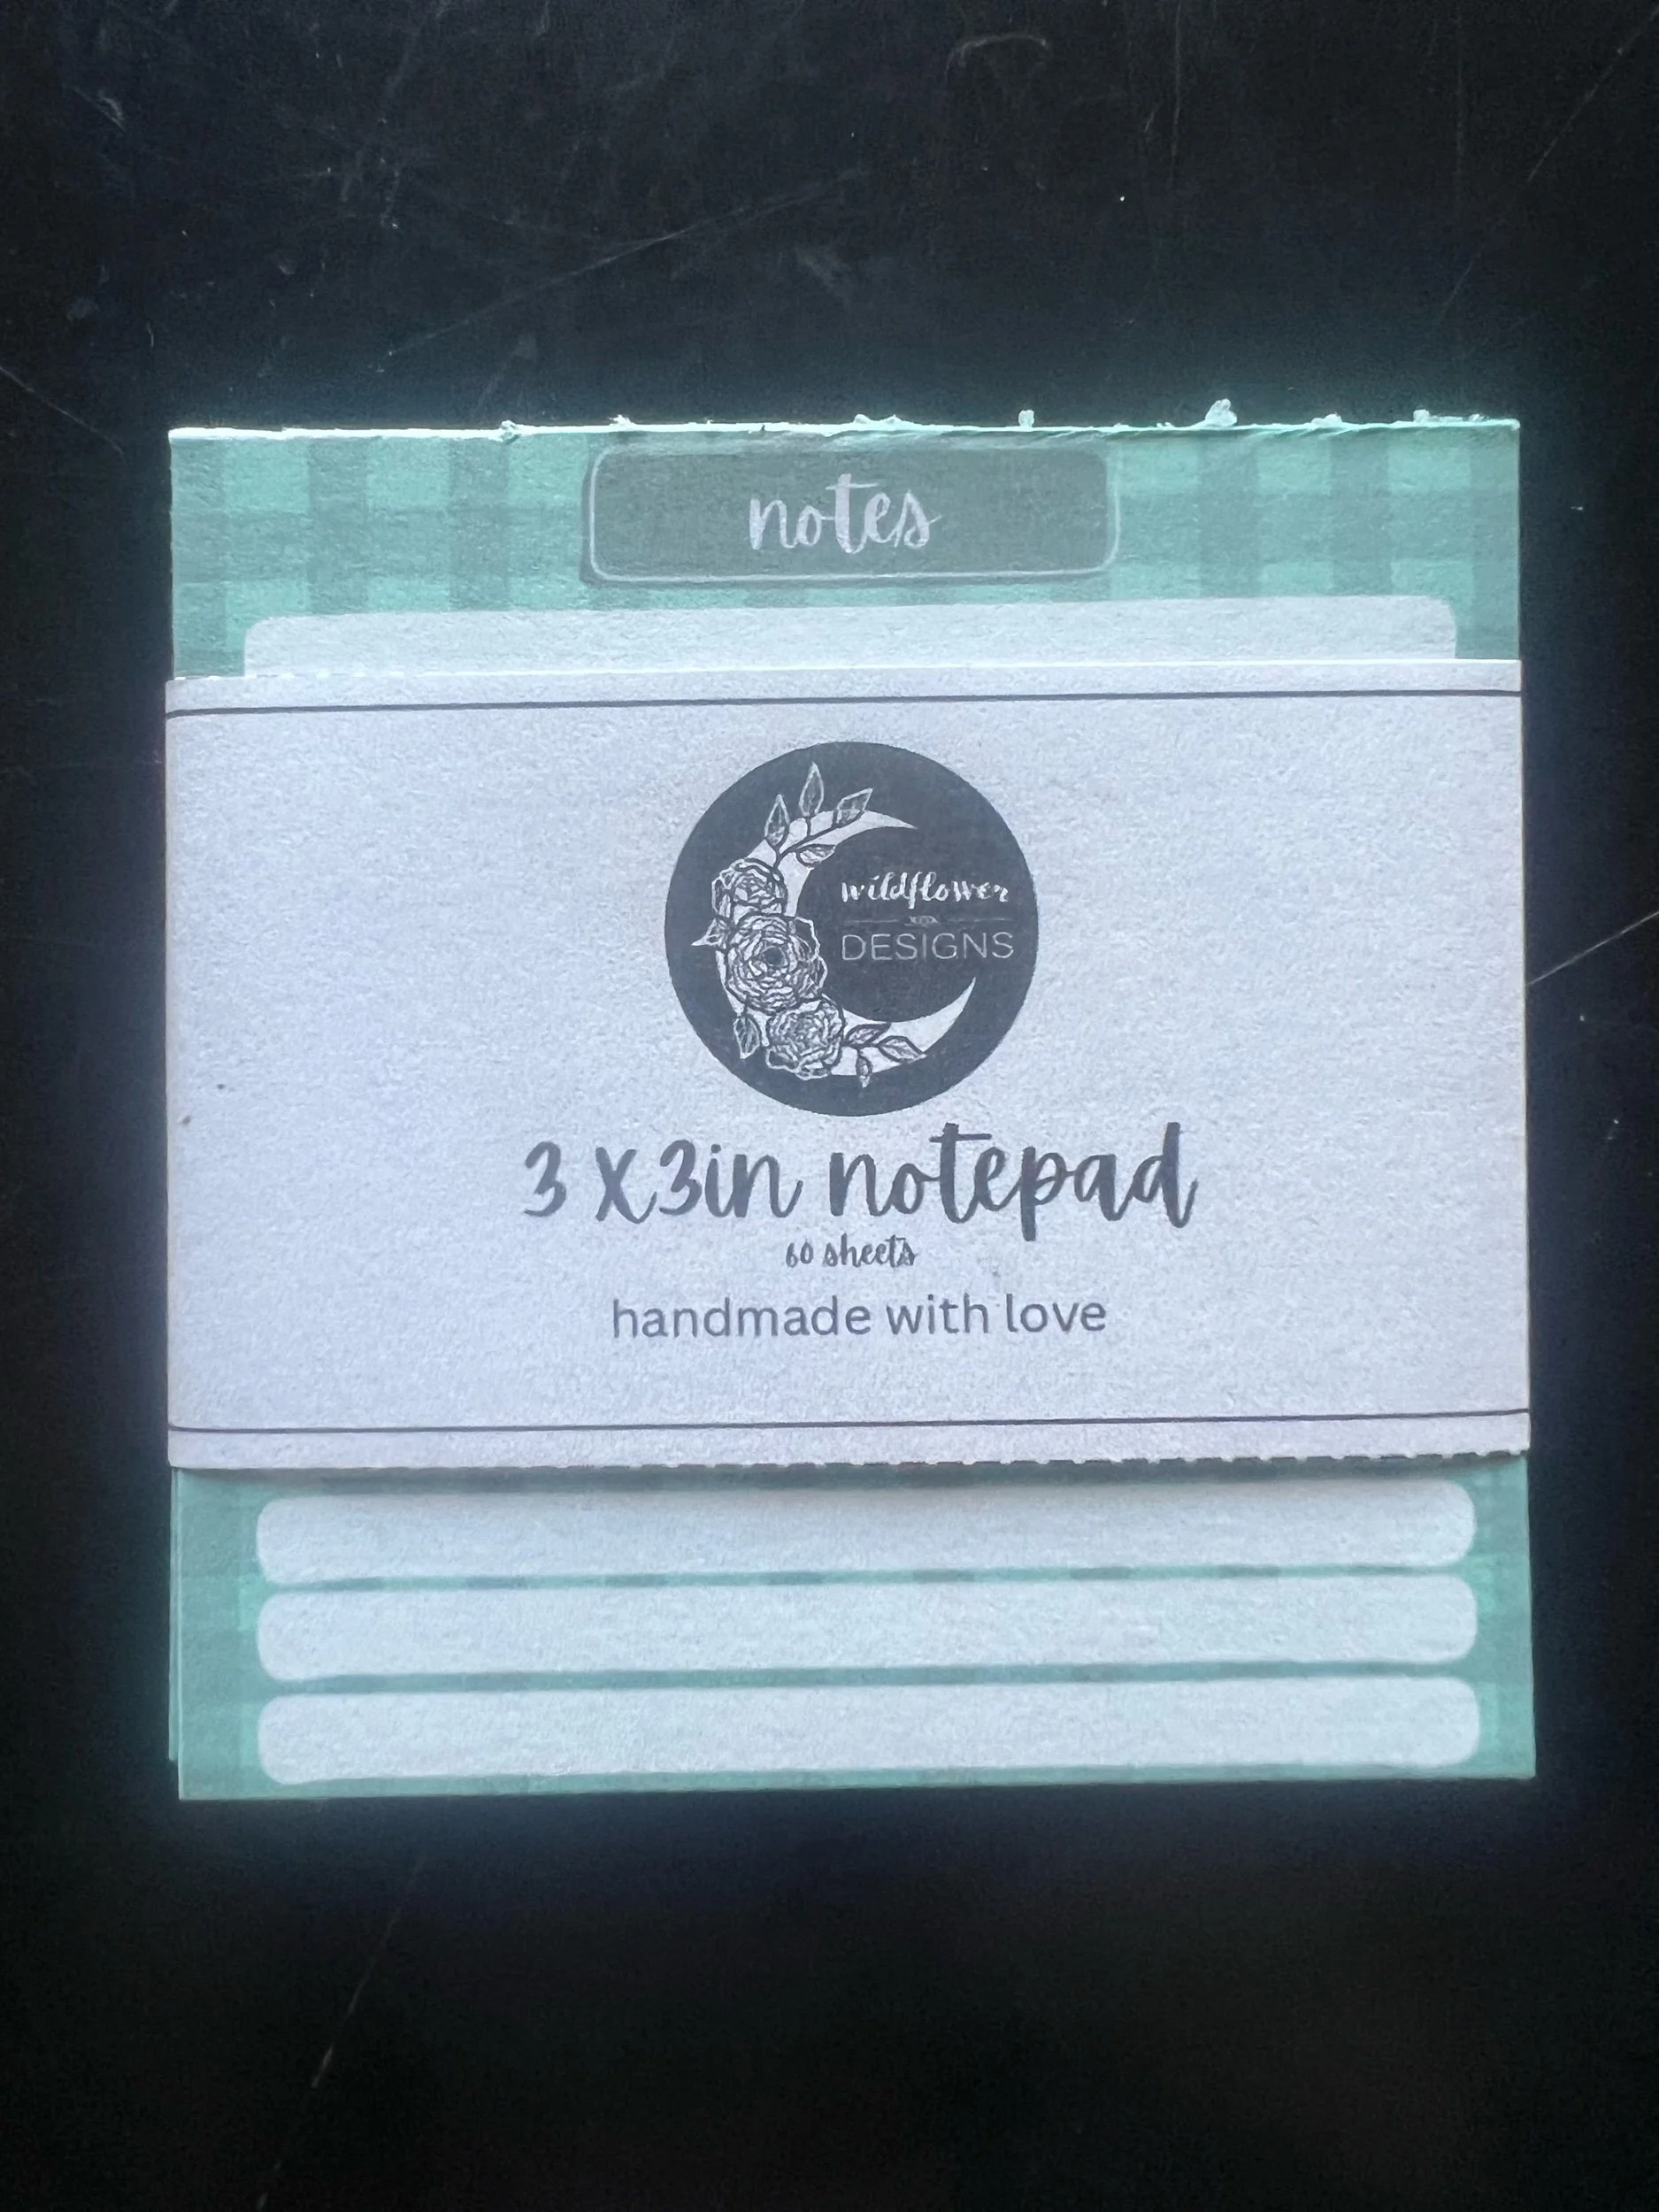 notes
wildflower
DESIGNS
3 x 3in notepad
60 sheets
handmade with love